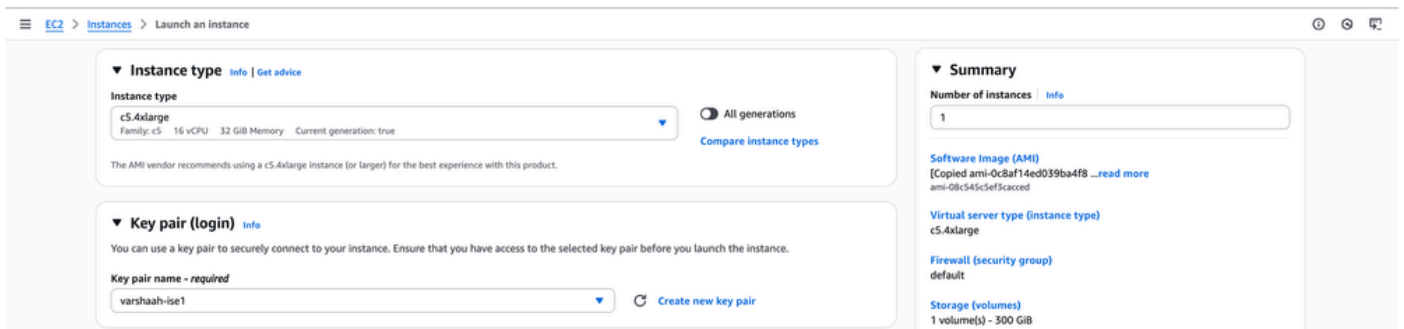 EC2 > Instances > Launch an instance
▼ Instance type Info | Get advice
Instance type
c5.4xlarge
Family: c5 16 vCPU 32 GiB Memory Current generation: true
All generations
Compare instance types
The AMI vendor recommends using a c5.4xlarge instance (or larger) for the best experience with this product.
▼ Key pair (login) Info
You can use a key pair to securely connect to your instance. Ensure that you have access to the selected key pair before you launch the instance.
Key pair name - required
varshaah-ise1
Create new key pair
▼ Summary
Number of instances | Info
1
Software Image (AMI)
[Copied ami-0c8af14ed039ba4f8 ...read more
ami-08c545c5ef3cacced
Virtual server type (instance type)
c5.4xlarge
Firewall (security group)
default
Storage (volumes)
1 volume(s) - 300 GiB